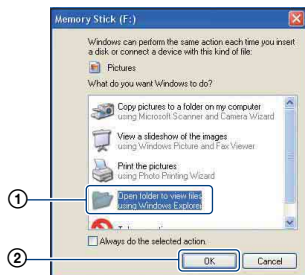 Memory Stick (F:)
Windows can perform the same action each time you insert
a disk or connect a device with this kind of file:
Pictures
What do you want Windows to do?
Copy pictures to a folder on my computer
using Microsoft Scanner and Camera Wizard
View a slideshow of the images
using Windows Picture and Fax Viewer
Print the pictures
using Photo Printing Wizard
① Open folder to view files
using Windows Explorer
Always do the selected action.
② OK Cancel